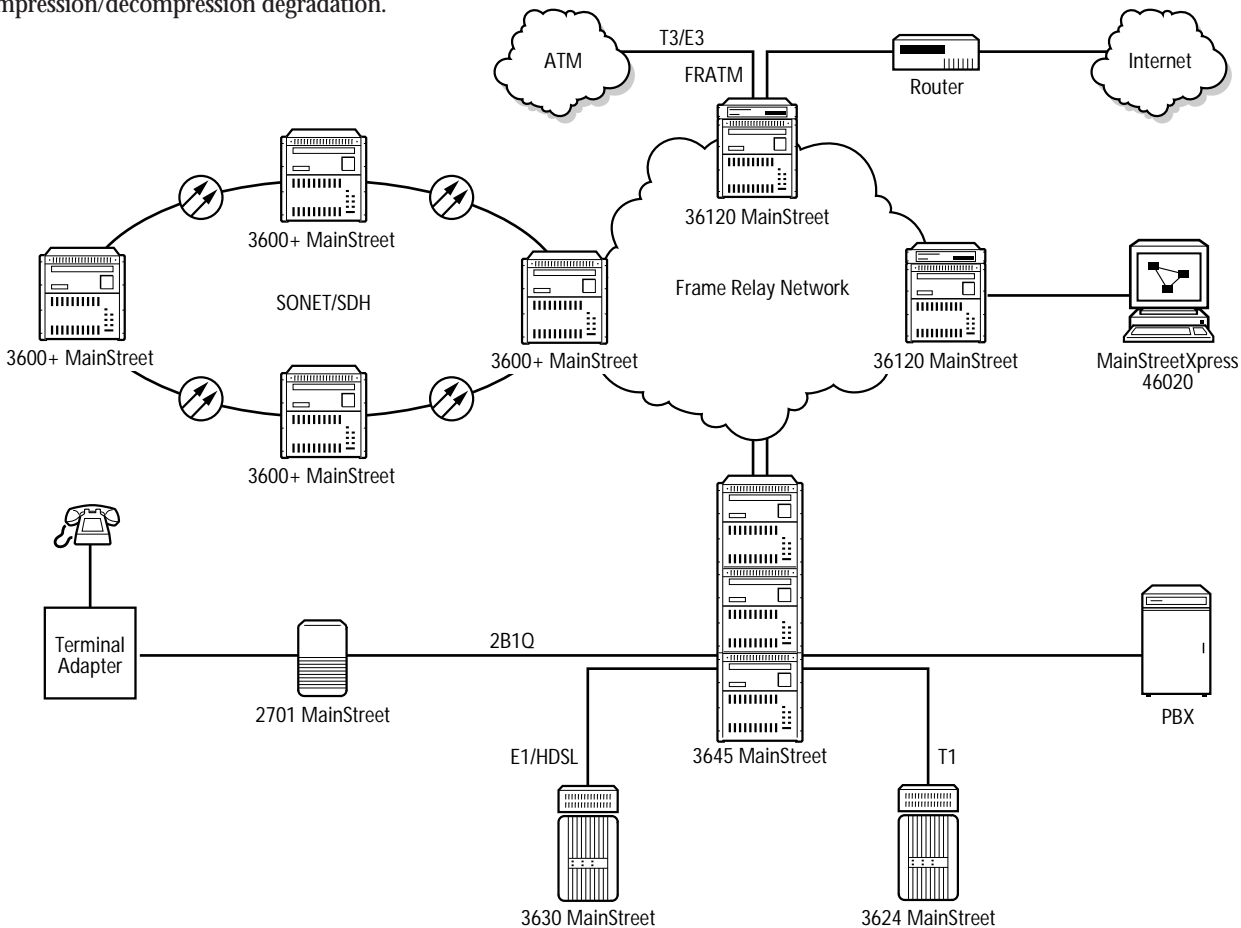 mpression/decompression degradation.
T3/E3
ATM
FRATM
Router
Internet
36120 MainStreet
3600+ MainStreet
SONET/SDH
Frame Relay Network
3600+ MainStreet
3600+ MainStreet
36120 MainStreet
MainStreetXpress
46020
3600+ MainStreet
Terminal
Adapter
2B1Q
2701 MainStreet
PBX
3645 MainStreet
E1/HDSL
T1
3630 MainStreet
3624 MainStreet